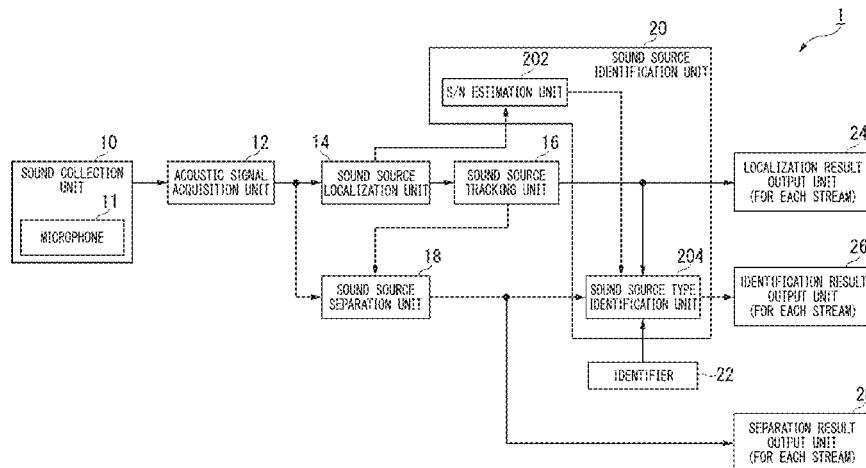 1
20
SOUND SOURCE
IDENTIFICATION UNIT
202
S/N ESTIMATION UNIT
10
SOUND COLLECTION
UNIT
11
MICROPHONE
12
ACOUSTIC SIGNAL
ACQUISITION UNIT
14
SOUND SOURCE
LOCALIZATION UNIT
16
SOUND SOURCE
TRACKING UNIT
24
LOCALIZATION RESULT
OUTPUT UNIT
(FOR EACH STREAM)
18
SOUND SOURCE
SEPARATION UNIT
204
SOUND SOURCE TYPE
IDENTIFICATION UNIT
26
IDENTIFICATION RESULT
OUTPUT UNIT
(FOR EACH STREAM)
IDENTIFIER
22
SEPARATION RESULT
OUTPUT UNIT
(FOR EACH STREAM)